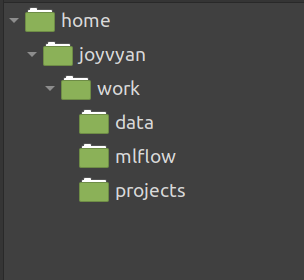 home
joyvyan
work
data
mlflow
projects